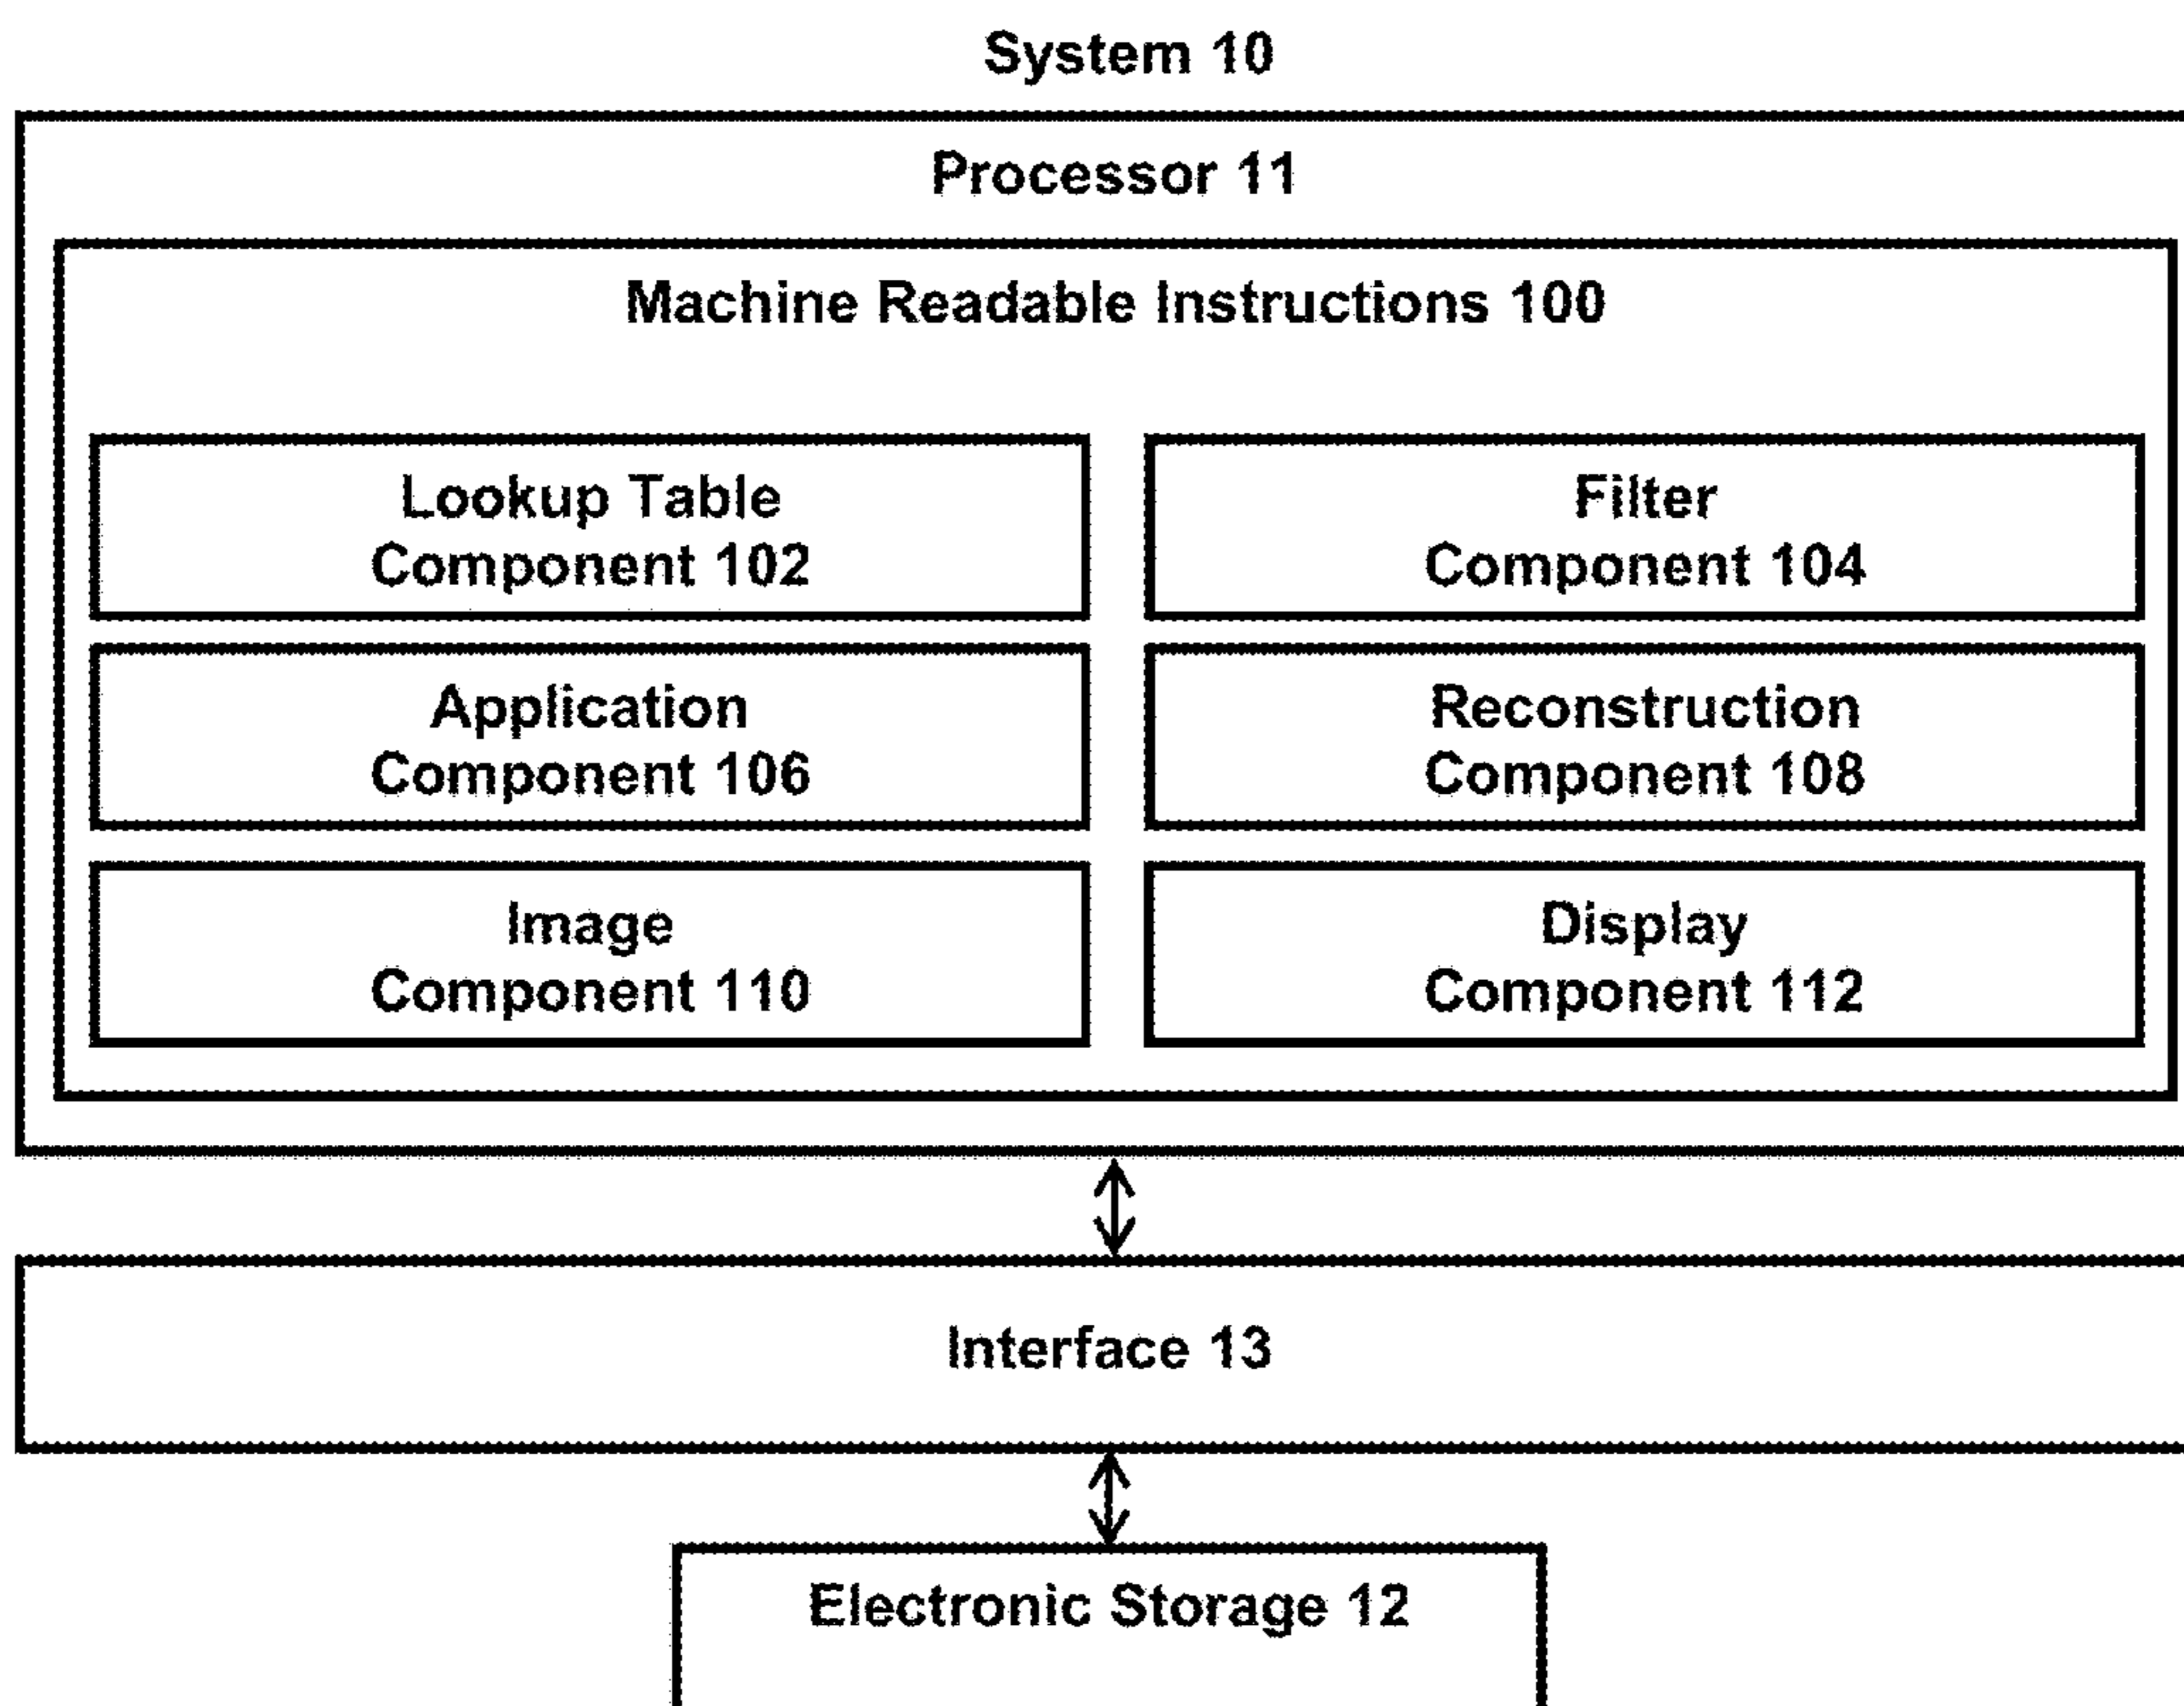 System 10
Processor 11
Machine Readable Instructions 100
Lookup Table
Component 102
Filter
Component 104
Application
Component 106
Reconstruction
Component 108
Image
Component 110
Display
Component 112
Interface 13
Electronic Storage 12